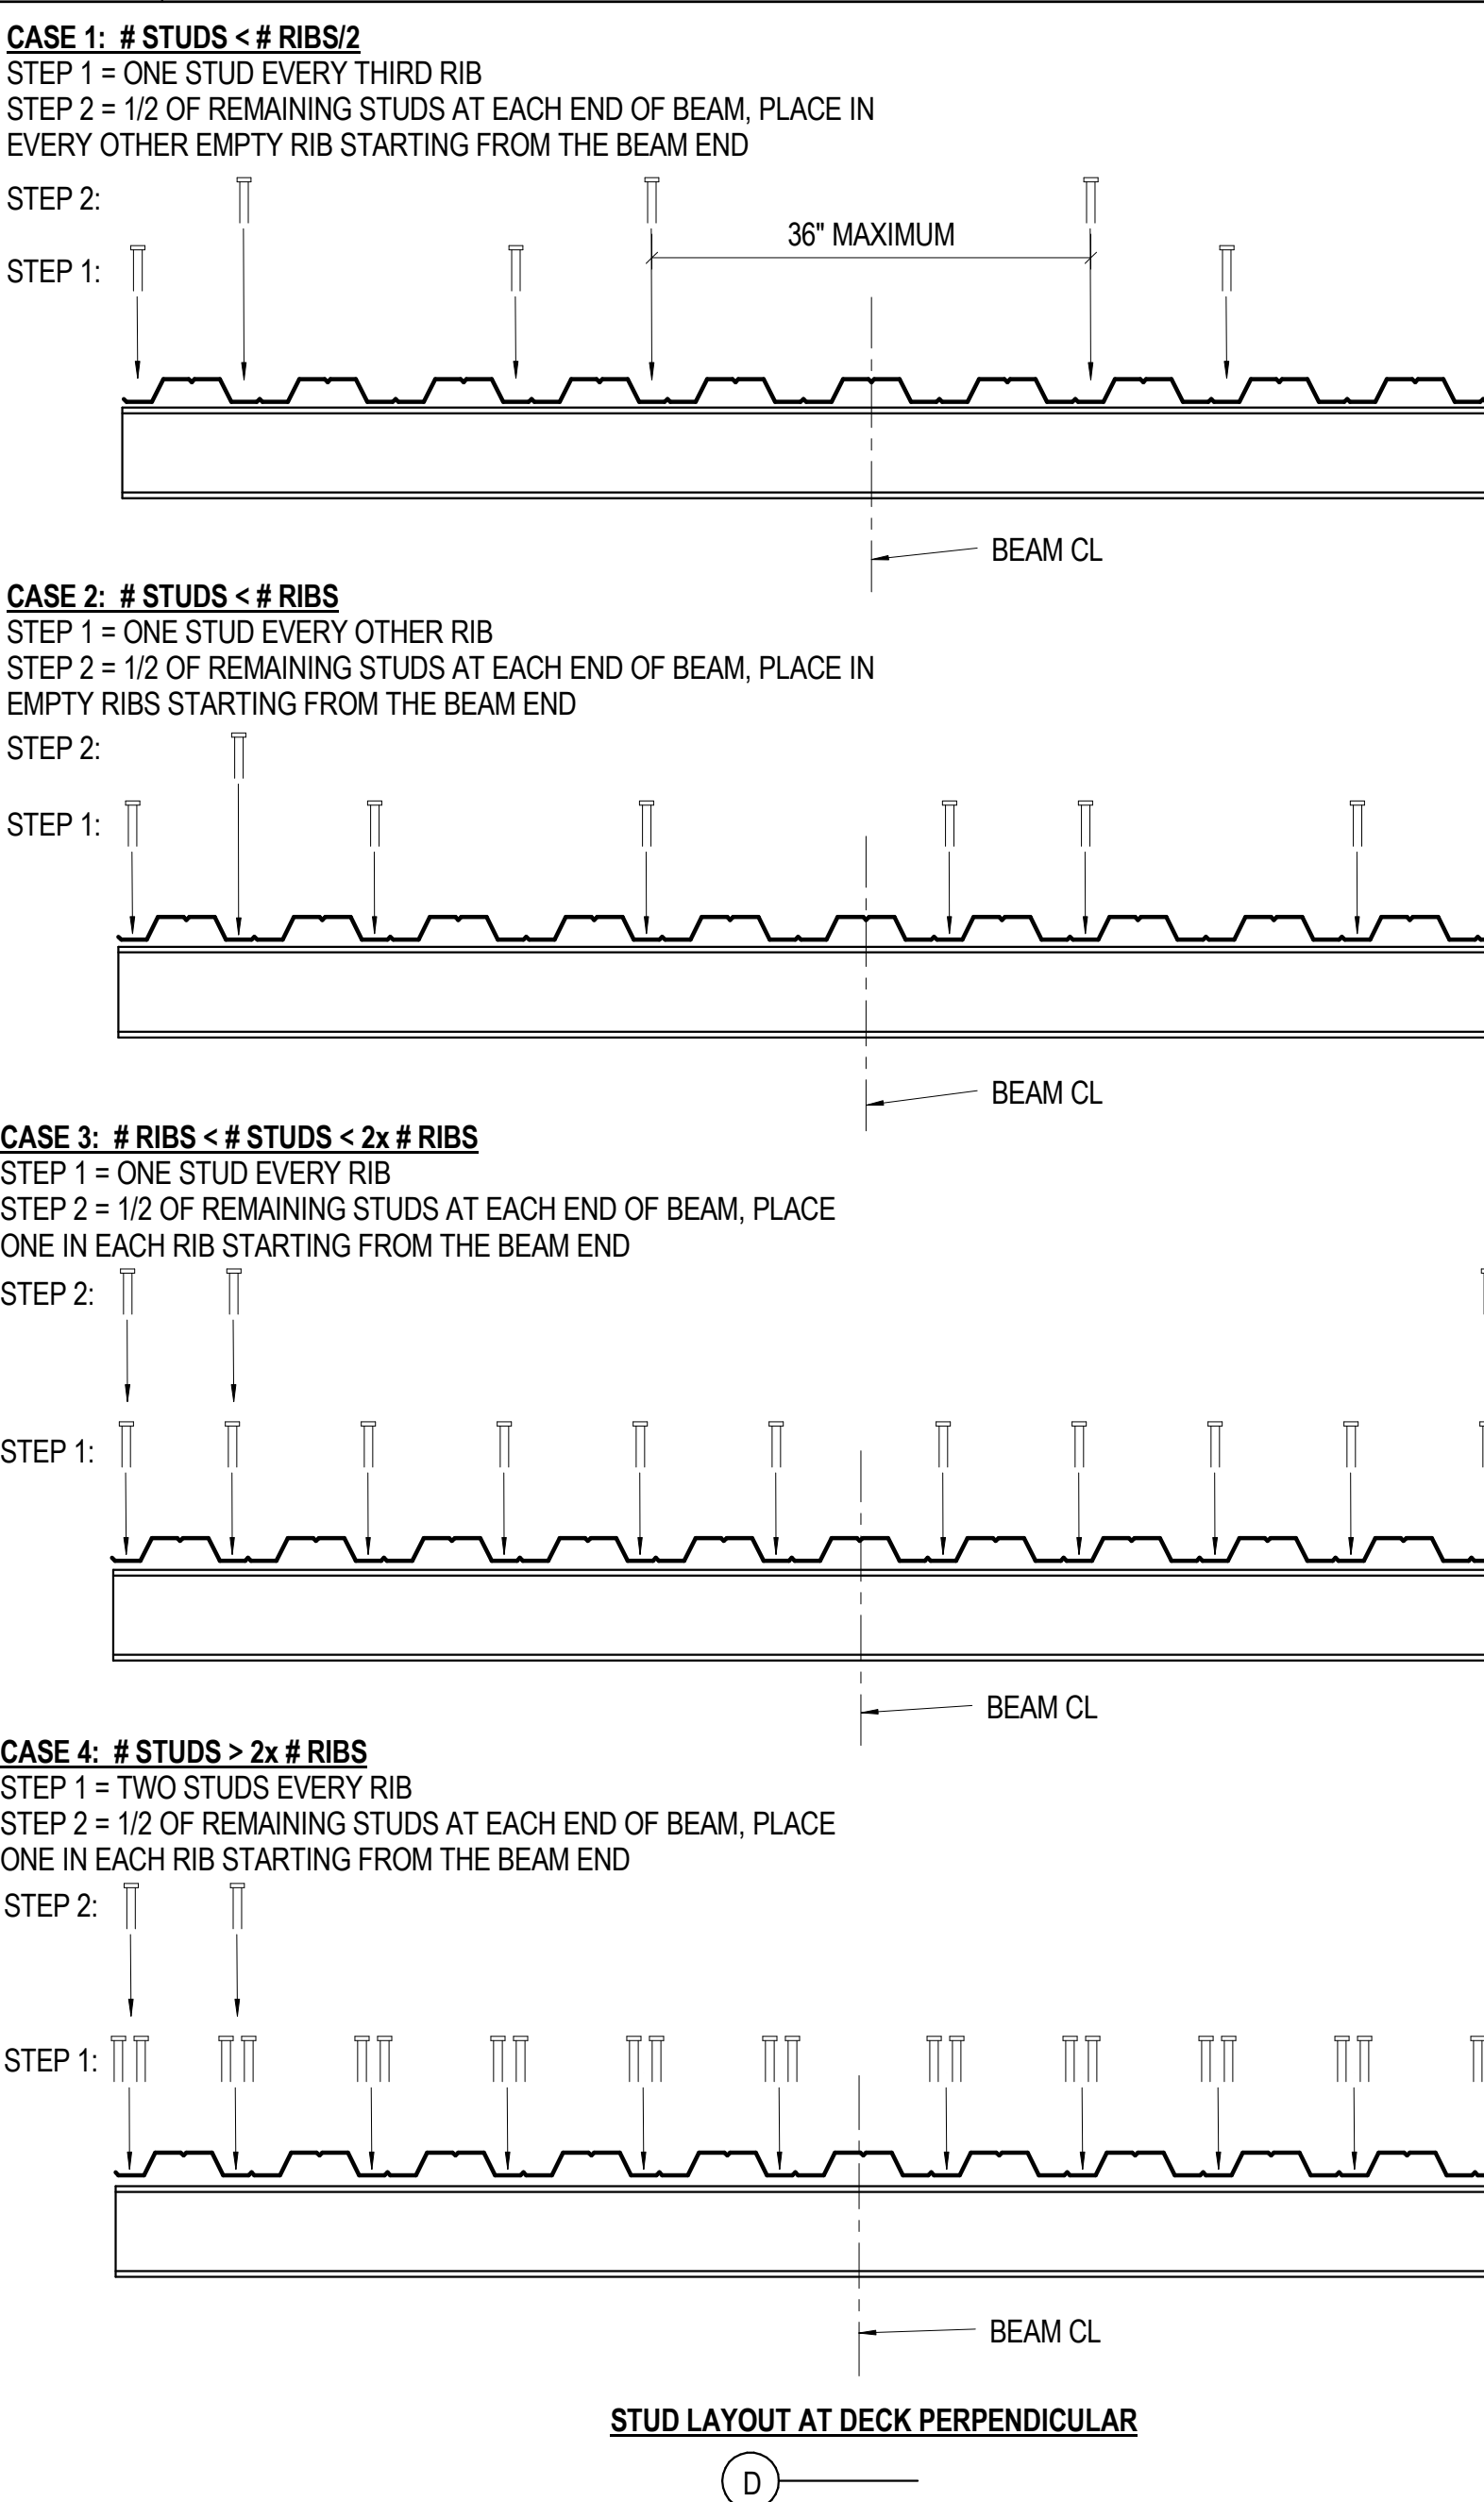 CASE 1: # STUDS < # RIBS/2
STEP 1 = ONE STUD EVERY THIRD RIB
STEP 2 = 1/2 OF REMAINING STUDS AT EACH END OF BEAM, PLACE IN
EVERY OTHER EMPTY RIB STARTING FROM THE BEAM END
STEP 2:
36" MAXIMUM
STEP 1:
BEAM CL
CASE 2: # STUDS < # RIBS
STEP 1 = ONE STUD EVERY OTHER RIB
STEP 2 = 1/2 OF REMAINING STUDS AT EACH END OF BEAM, PLACE IN
EMPTY RIBS STARTING FROM THE BEAM END
STEP 2:
STEP 1:
BEAM CL
CASE 3: # RIBS < # STUDS < 2x # RIBS
STEP 1 = ONE STUD EVERY RIB
STEP 2 = 1/2 OF REMAINING STUDS AT EACH END OF BEAM, PLACE
ONE IN EACH RIB STARTING FROM THE BEAM END
STEP 2:
STEP 1:
BEAM CL
CASE 4: # STUDS > 2x # RIBS
STEP 1 = TWO STUDS EVERY RIB
STEP 2 = 1/2 OF REMAINING STUDS AT EACH END OF BEAM, PLACE
ONE IN EACH RIB STARTING FROM THE BEAM END
STEP 2:
STEP 1:
BEAM CL
STUD LAYOUT AT DECK PERPENDICULAR
D